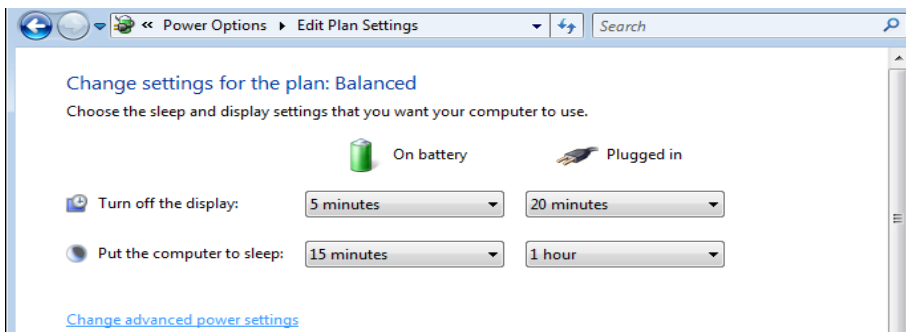 « Power Options ▸ Edit Plan Settings Search
Change settings for the plan: Balanced
Choose the sleep and display settings that you want your computer to use.
On battery Plugged in
Turn off the display: 5 minutes 20 minutes
Put the computer to sleep: 15 minutes 1 hour
Change advanced power settings